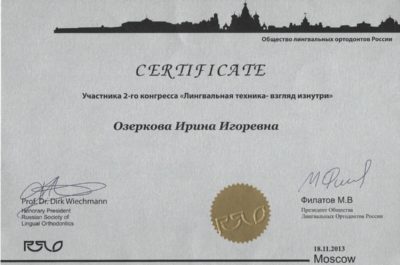 Общество лингвальных ортодонтов России
CERTIFICATE
Участника 2-го конгресса «Лингвальная техника- взгляд изнутри»
Озеркова Ирина Игоревна
Prof. Dr. Dirk Wiechmann
Honorary President
Russian Society of
Lingual Orthodontics
Филатов М.В
Президент Общества
Лингвальных Ортодонтов России
RSLO
18.11.2013
Moscow